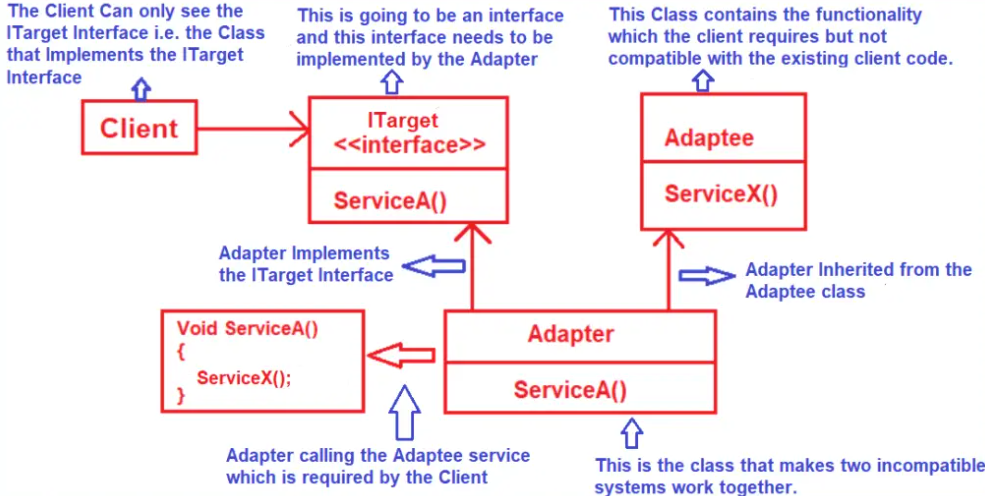 The Client Can only see the
ITarget Interface i.e. the Class
that Implements the ITarget
Interface
This is going to be an interface
and this interface needs to be
implemented by the Adapter
This Class contains the functionality
which the client requires but not
compatible with the existing client code.
Client
ITarget
<<interface>>
ServiceA()
Adaptee
ServiceX()
Adapter Implements
the ITarget Interface
Adapter Inherited from the
Adaptee class
Void ServiceA()
{
ServiceX();
}
Adapter
ServiceA()
Adapter calling the Adaptee service
which is required by the Client
This is the class that makes two incompatible
systems work together.